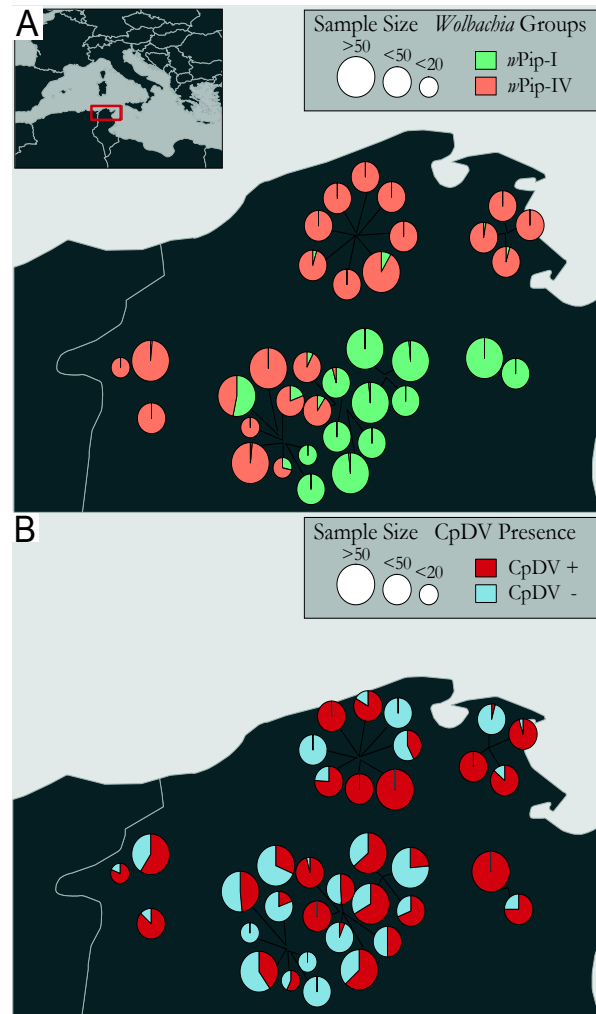 A
Sample Size Wolbachia Groups
>50 <50 <20
wPip-I
wPip-IV
B
Sample Size CpDV Presence
>50 <50 <20
CpDV +
CpDV -